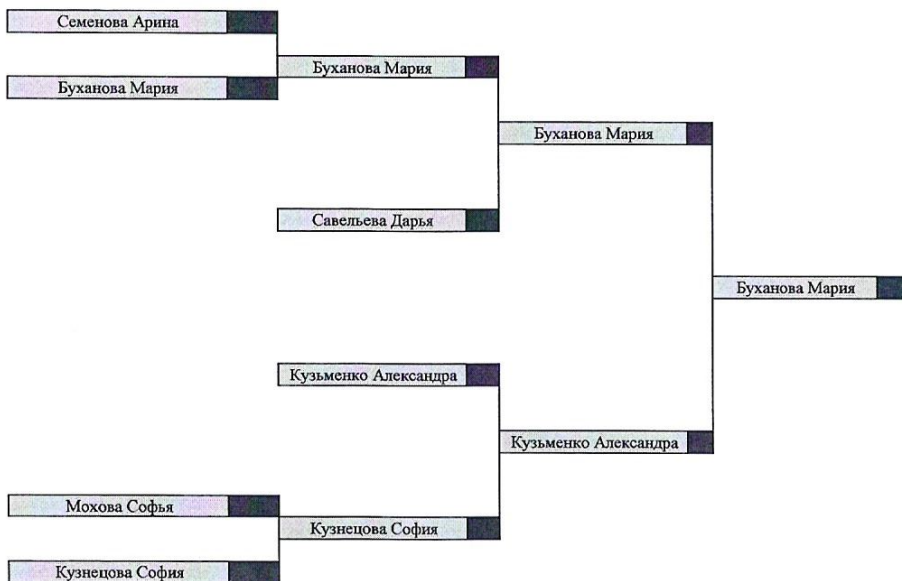 Семенова Арина
Буханова Мария
Буханова Мария
Буханова Мария
Савельева Дарья
Буханова Мария
Кузьменко Александра
Кузьменко Александра
Мохова Софья
Кузнецова София
Кузнецова София